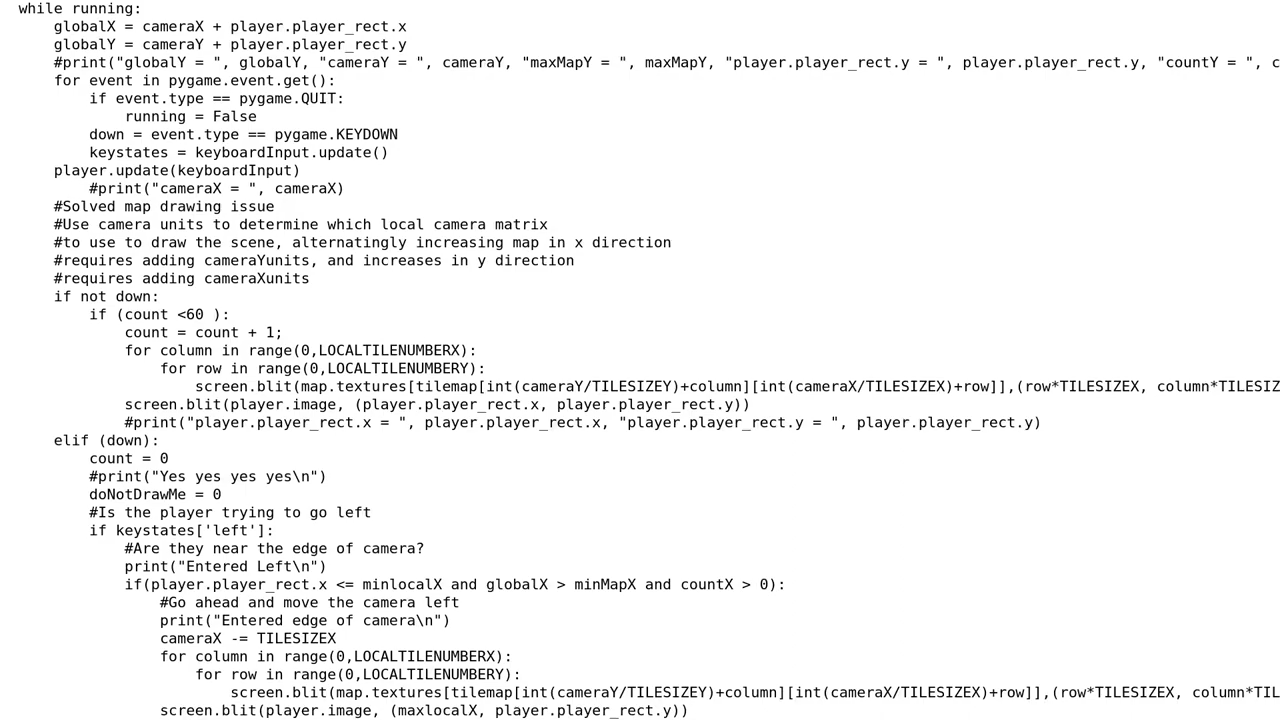 while running:
    globalX = cameraX + player.player_rect.x
    globalY = cameraY + player.player_rect.y
    #print("globalY = ", globalY, "cameraY = ", cameraY, "maxMapY = ", maxMapY, "player.player_rect.y = ", player.player_rect.y, "countY = ", c
    for event in pygame.event.get():
        if event.type == pygame.QUIT:
            running = False
        down = event.type == pygame.KEYDOWN
        keystates = keyboardInput.update()
    player.update(keyboardInput)
        #print("cameraX = ", cameraX)
    #Solved map drawing issue
    #Use camera units to determine which local camera matrix
    #to use to draw the scene, alternatingly increasing map in x direction
    #requires adding cameraYunits, and increases in y direction
    #requires adding cameraXunits
    if not down:
        if (count <60 ):
            count = count + 1;
            for column in range(0,LOCALTILENUMBERX):
                for row in range(0,LOCALTILENUMBERY):
                    screen.blit(map.textures[tilemap[int(cameraY/TILESIZEY)+column][int(cameraX/TILESIZEX)+row]],(row*TILESIZEX, column*TILESIZ
            screen.blit(player.image, (player.player_rect.x, player.player_rect.y))
            #print("player.player_rect.x = ", player.player_rect.x, "player.player_rect.y = ", player.player_rect.y)
    elif (down):
        count = 0
        #print("Yes yes yes yes\n")
        doNotDrawMe = 0
        #Is the player trying to go left
        if keystates['left']:
            #Are they near the edge of camera?
            print("Entered Left\n")
            if(player.player_rect.x <= minlocalX and globalX > minMapX and countX > 0):
                #Go ahead and move the camera left
                print("Entered edge of camera\n")
                cameraX -= TILESIZEX
                for column in range(0,LOCALTILENUMBERX):
                    for row in range(0,LOCALTILENUMBERY):
                        screen.blit(map.textures[tilemap[int(cameraY/TILESIZEY)+column][int(cameraX/TILESIZEX)+row]],(row*TILESIZEX, column*TIL
                screen.blit(player.image, (maxlocalX, player.player_rect.y))